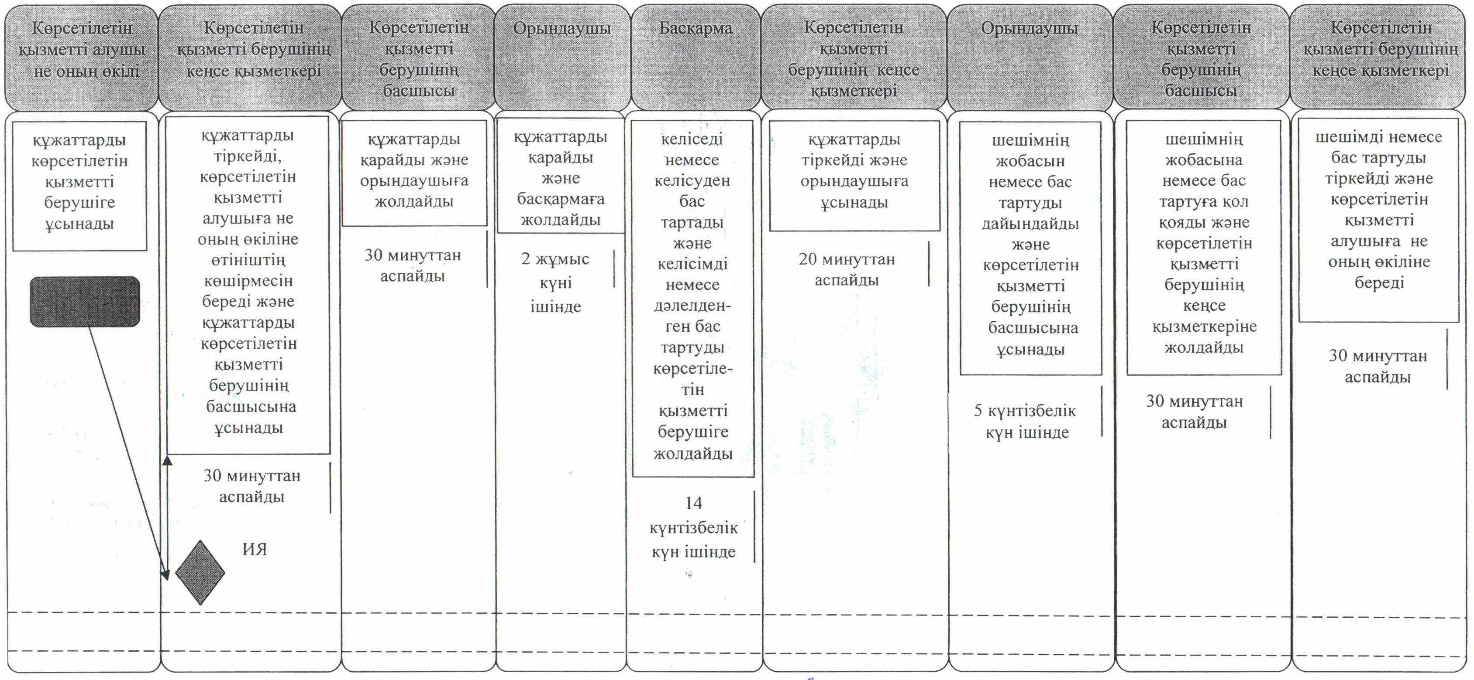 Көрсетілетін
қызметті алушы
не оның өкілі
Көрсетілетін
қызметті берушінің
кеңсе қызметкері
Көрсетілетін
қызметті
берушінің
басшысы
Орындаушы
Басқарма
Көрсетілетін
қызметті
берушінің кеңсе
қызметкері
Орындаушы
Көрсетілетін
қызметті
берушінің
басшысы
Көрсетілетін
қызметті берушінің
кеңсе қызметкері
құжаттарды
көрсетілетін
қызметті
берушіге
ұсынады
құжаттарды
тіркейді,
көрсетілетін
қызметті
алушыға не
оның өкіліне
өтініштің
көшірмесін
береді және
құжаттарды
көрсетілетін
қызметті
берушінің
басшысына
ұсынады
30 минуттан
аспайды
ИЯ
құжаттарды
қарайды және
орындаушыға
жолдайды
30 минуттан
аспайды
құжаттарды
қарайды
және
басқармаға
жолдайды
2 жұмыс
күні
ішінде
келіседі
немесе
келісуден
бас
тартады
және
келісімді
немесе
дәлелден-
ген бас
тартуды
көрсетіле-
тін
қызметті
берушіге
жолдайды
14
күнтізбелік
күн ішінде
құжаттарды
тіркейді және
орындаушыға
ұсынады
20 минуттан
аспайды
шешімнің
жобасын
немесе бас
тартуды
дайындайды
және
көрсетілетін
қызметті
берушінің
басшысына
ұсынады
5 күнтізбелік
күн ішінде
шешімнің
жобасына
немесе бас
тартуға қол
қояды және
көрсетілетін
қызметті
берушінің
кеңсе
қызметкеріне
жолдайды
30 минуттан
аспайды
шешімді немесе
бас тартуды
тіркейді және
көрсетілетін
қызметті
алушыға не
оның өкіліне
береді
30 минуттан
аспайды